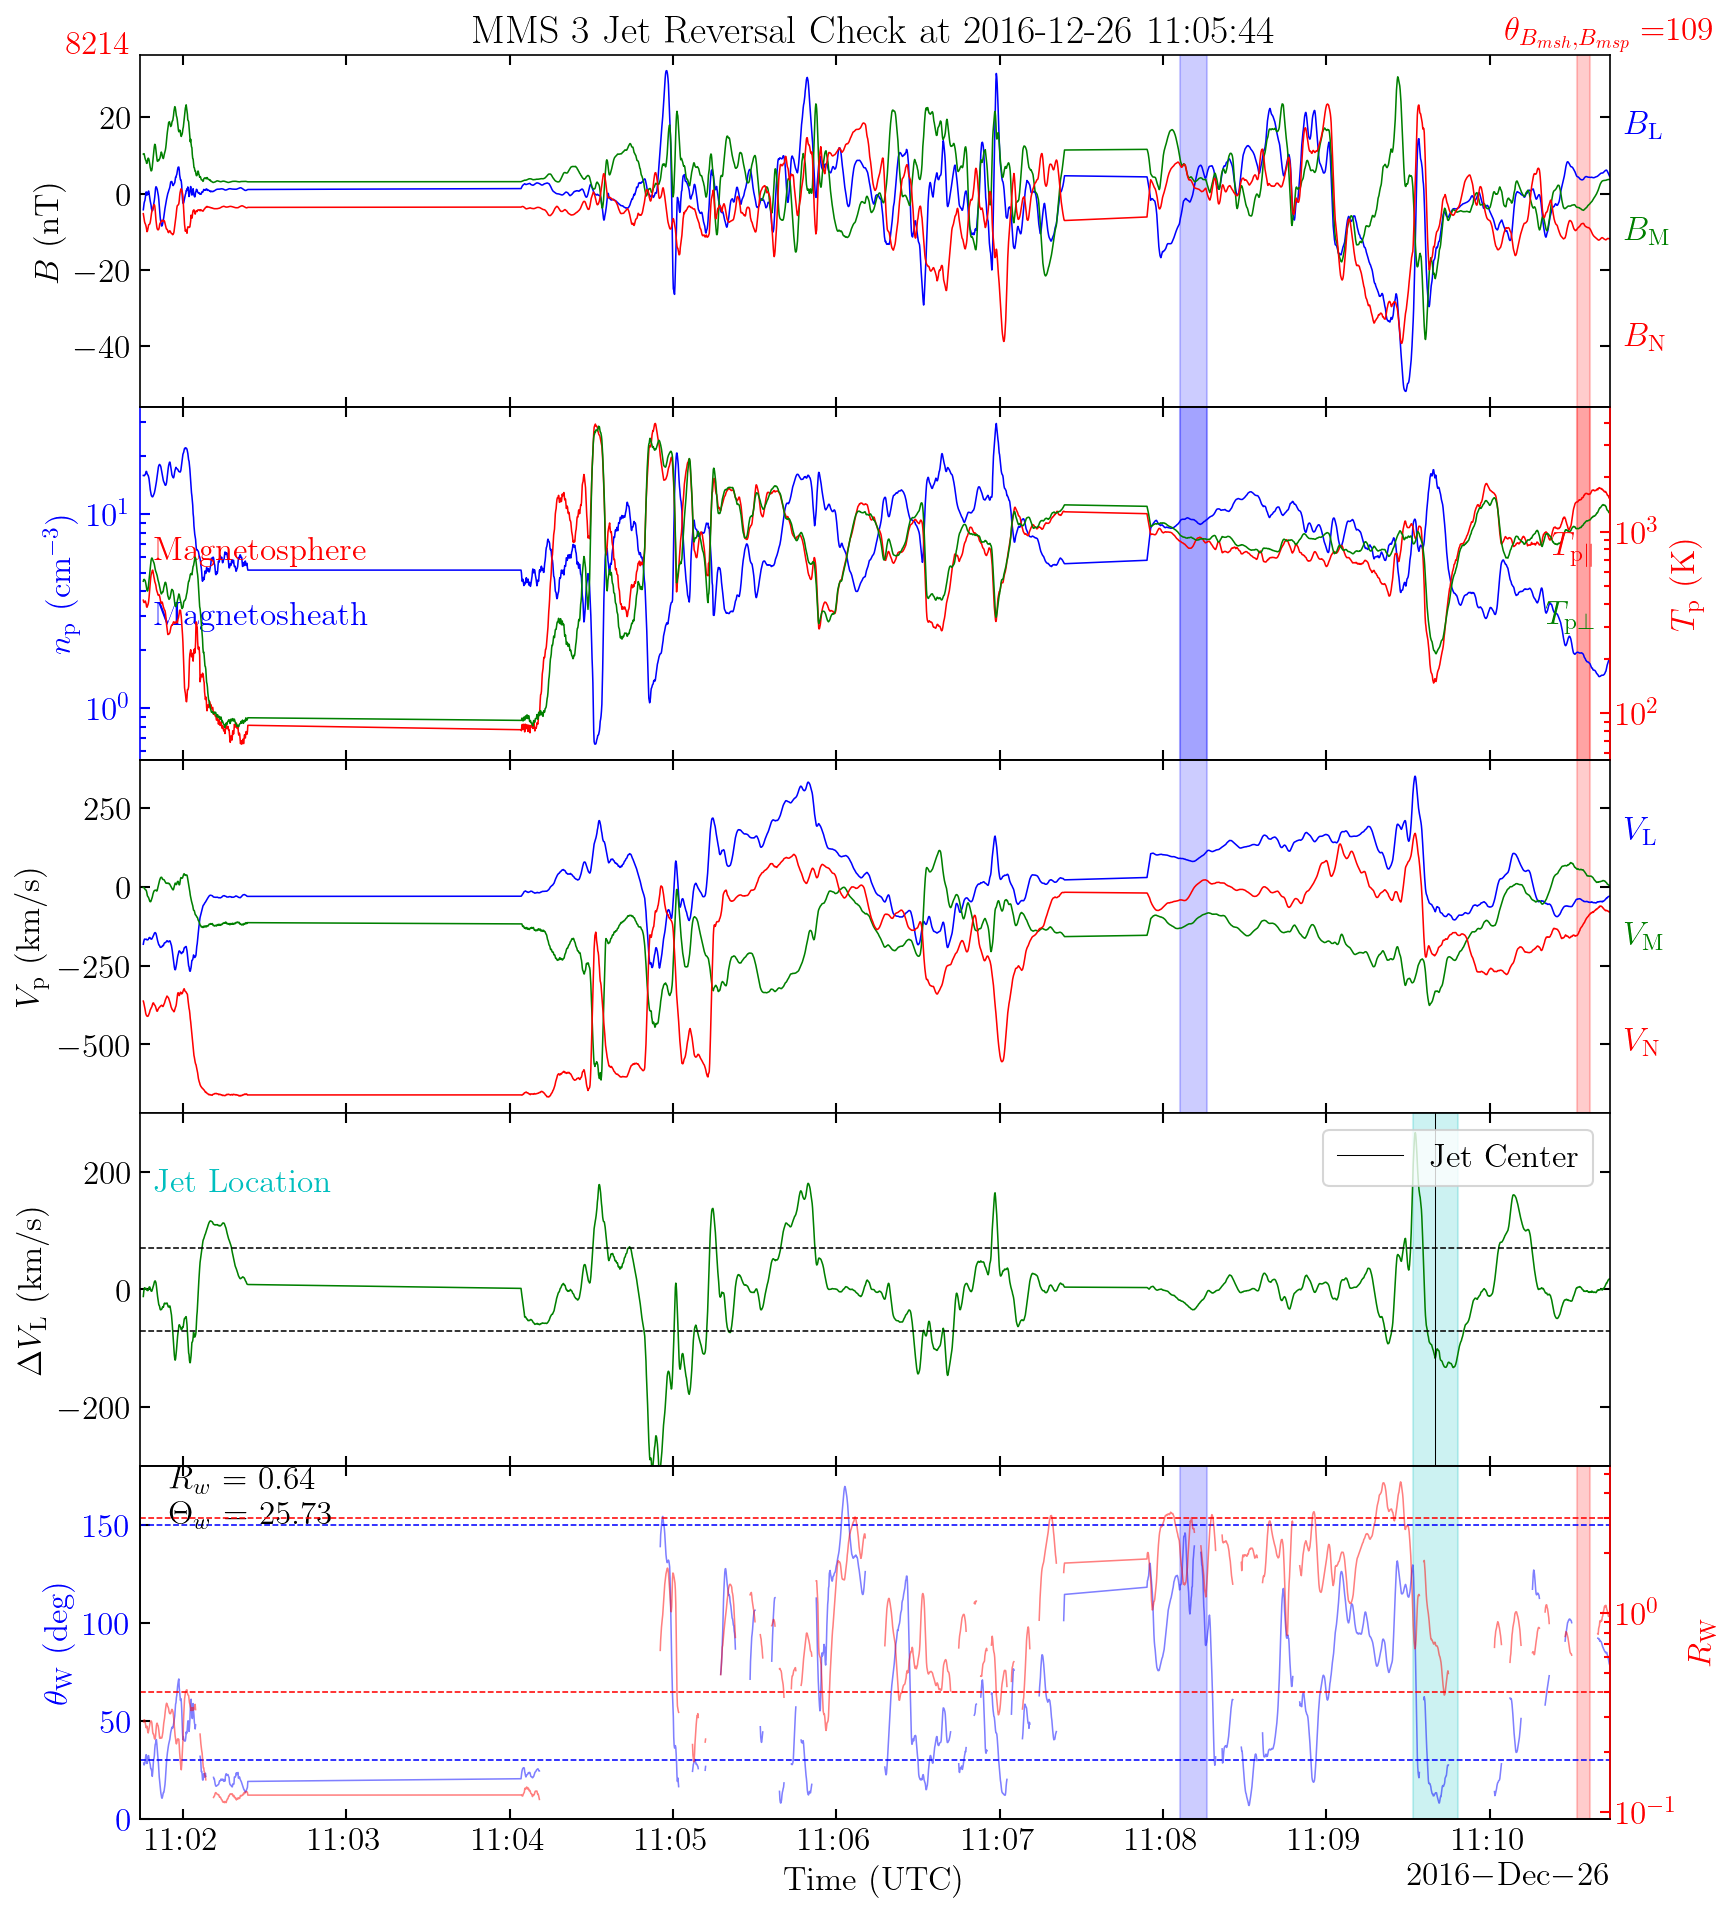 MMS 3 Jet Reversal Check at 2016-12-26 11:05:44
8214
θ_{B_{msh},B_{msp}} =109
20
0
−20
−40
B (nT)
B_L
B_M
B_N
10^1
10^0
n_p (cm^{−3})
Magnetosphere
Magnetosheath
T_{p∥}
T_{p⊥}
10^3
10^2
T_p (K)
250
0
−250
−500
V_p (km/s)
V_L
V_M
V_N
200
0
−200
ΔV_L (km/s)
Jet Location
Jet Center
R_w = 0.64
Θ_w = 25.73
150
100
50
0
θ_W (deg)
10^0
10^{−1}
R_W
11:02 11:03 11:04 11:05 11:06 11:07 11:08 11:09 11:10
2016−Dec−26
Time (UTC)